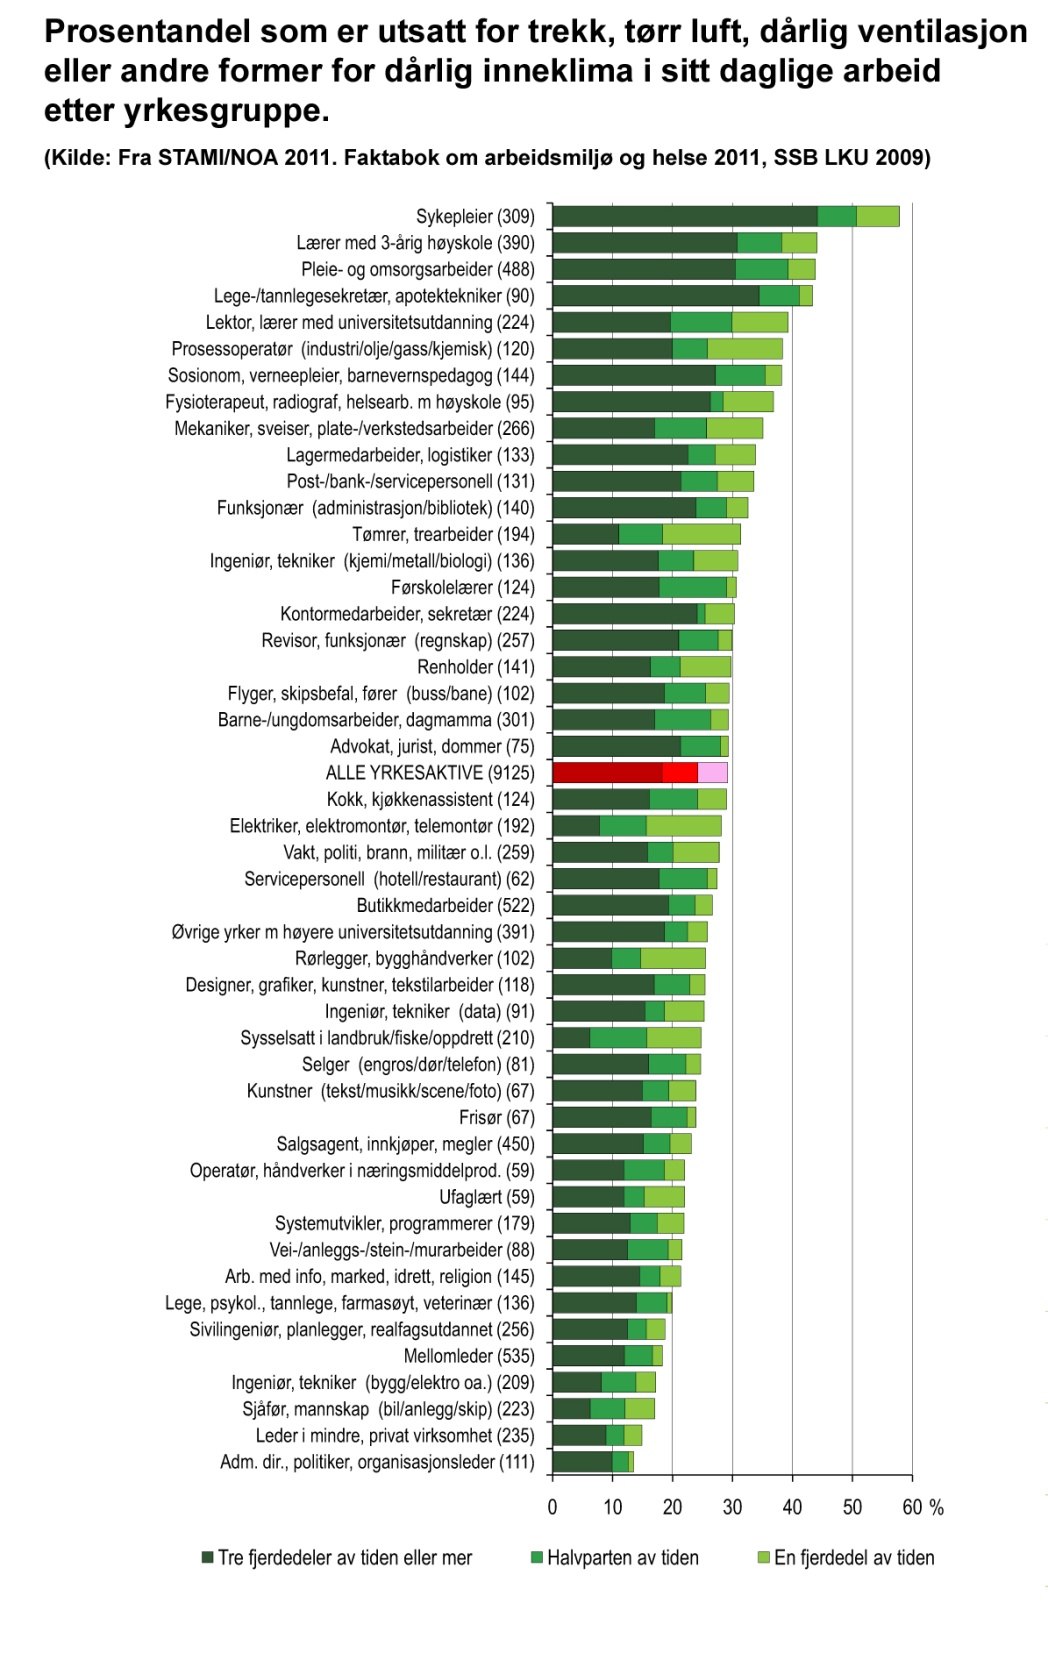 Prosentandel som er utsatt for trekk, tørr luft, dårlig ventilasjon
eller andre former for dårlig inneklima i sitt daglige arbeid
etter yrkesgruppe.
(Kilde: Fra STAMI/NOA 2011. Faktabok om arbeidsmiljø og helse 2011, SSB LKU 2009)
Sykepleier (309)
Lærer med 3-årig høyskole (390)
Pleie- og omsorgsarbeider (488)
Lege-/tannlegesekretær, apotektekniker (90)
Lektor, lærer med universitetsutdanning (224)
Prosessoperatør (industri/olje/gass/kjemisk) (120)
Sosionom, verneepleier, barnevernspedagog (144)
Fysioterapeut, radiograf, helsearb. m høyskole (95)
Mekaniker, sveiser, plate-/verkstedsarbeider (266)
Lagermedarbeider, logistiker (133)
Post-/bank-/servicepersonell (131)
Funksjonær (administrasjon/bibliotek) (140)
Tømrer, trearbeider (194)
Ingeniør, tekniker (kjemi/metall/biologi) (136)
Førskolelærer (124)
Kontormedarbeider, sekretær (224)
Revisor, funksjonær (regnskap) (257)
Renholder (141)
Flyger, skipsbefal, fører (buss/bane) (102)
Barne-/ungdomsarbeider, dagmamma (301)
Advokat, jurist, dommer (75)
ALLE YRKESAKTIVE (9125)
Kokk, kjøkkenassistent (124)
Elektriker, elektromontør, telemontør (192)
Vakt, politi, brann, militær o.l. (259)
Servicepersonell (hotell/restaurant) (62)
Butikkmedarbeider (522)
Øvrige yrker m høyere universitetsutdanning (391)
Rørlegger, bygghåndverker (102)
Designer, grafiker, kunstner, tekstilarbeider (118)
Ingeniør, tekniker (data) (91)
Sysselsatt i landbruk/fiske/oppdrett (210)
Selger (engros/dør/telefon) (81)
Kunstner (tekst/musikk/scene/foto) (67)
Frisør (67)
Salgsagent, innkjøper, megler (450)
Operatør, håndverker i næringsmiddelprod. (59)
Ufaglært (59)
Systemutvikler, programmerer (179)
Vei-/anleggs-/stein-/murarbeider (88)
Arb. med info, marked, idrett, religion (145)
Lege, psykol., tannlege, farmasøyt, veterinær (136)
Sivilingeniør, planlegger, realfagsutdannet (256)
Mellomleder (535)
Ingeniør, tekniker (bygg/elektro oa.) (209)
Sjåfør, mannskap (bil/anlegg/skip) (223)
Leder i mindre, privat virksomhet (235)
Adm. dir., politiker, organisasjonsleder (111)
0 10 20 30 40 50 60 %
Tre fjerdedeler av tiden eller mer Halvparten av tiden En fjerdedel av tiden